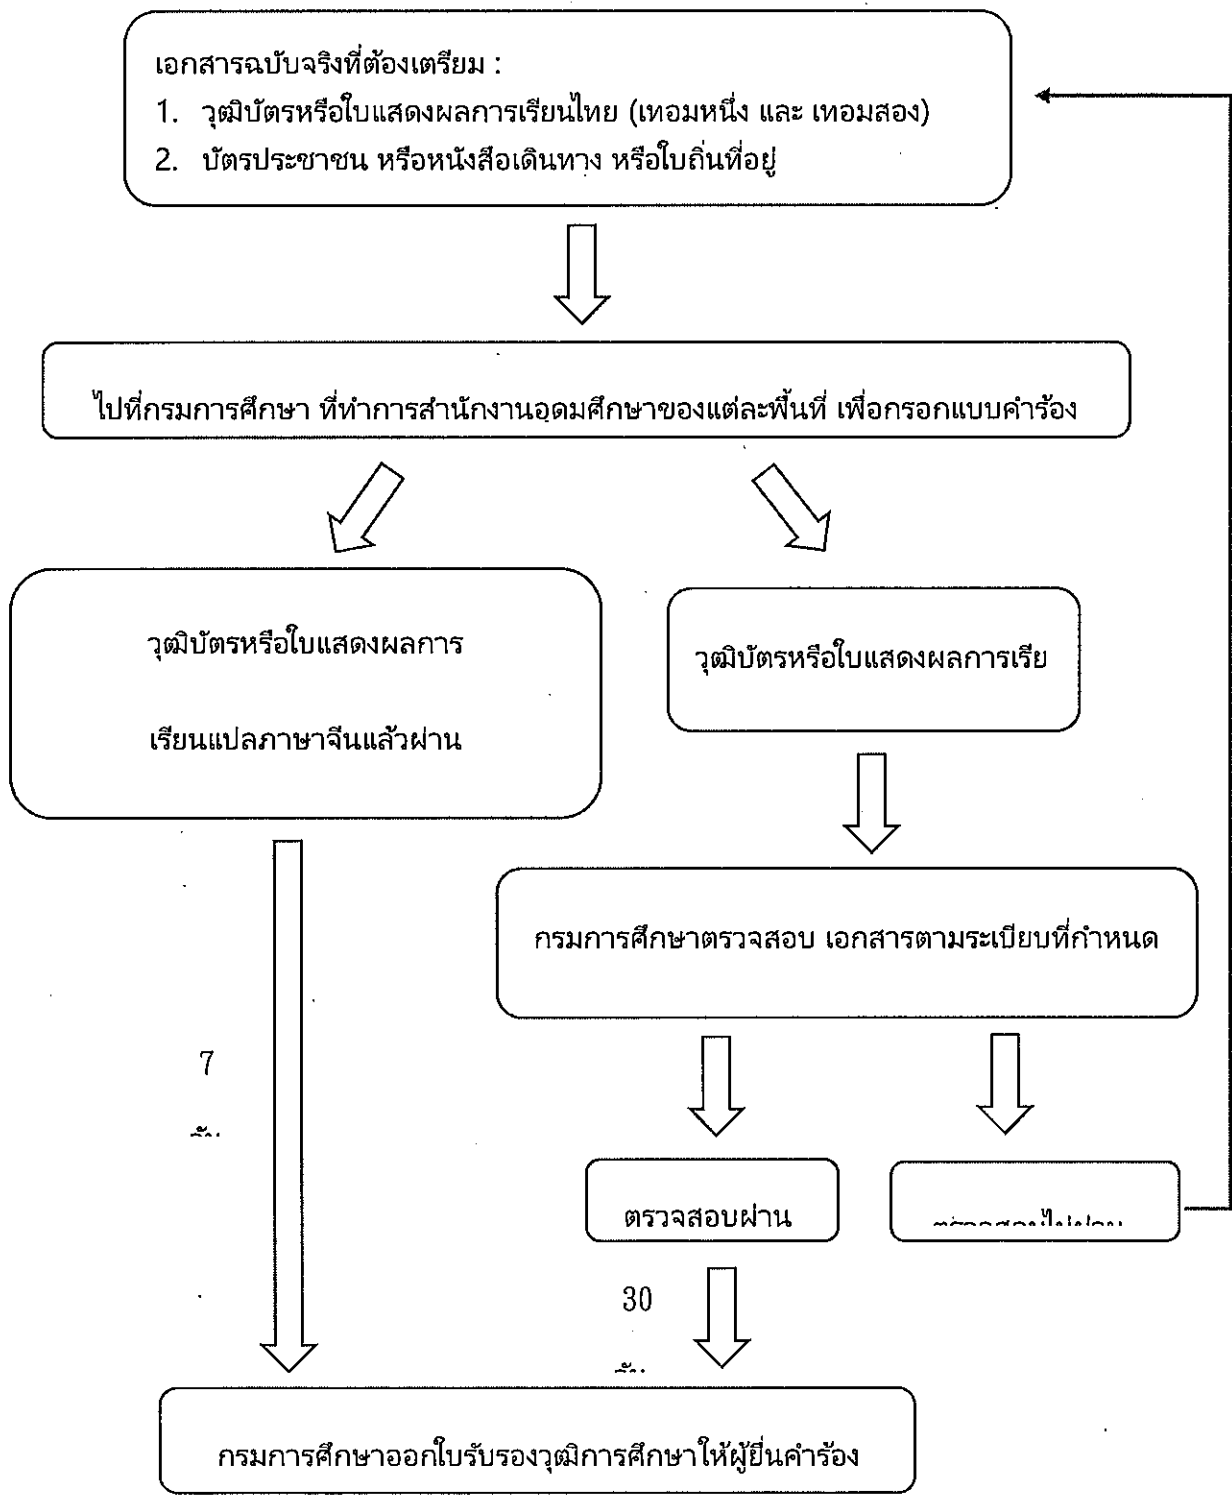 เอกสารฉบับจริงที่ต้องเตรียม :
1. วุฒิบัตรหรือใบแสดงผลการเรียนไทย (เทอมหนึ่ง และ เทอมสอง)
2. บัตรประชาชน หรือหนังสือเดินทาง หรือใบถิ่นที่อยู่
ไปที่กรมการศึกษา ที่ทำการสำนักงานอุดมศึกษาของแต่ละพื้นที่ เพื่อกรอกแบบคำร้อง
วุฒิบัตรหรือใบแสดงผลการ
เรียนแปลภาษาจีนแล้วผ่าน
วุฒิบัตรหรือใบแสดงผลการเรีย
กรมการศึกษาตรวจสอบ เอกสารตามระเบียบที่กำหนด
7
ตรวจสอบผ่าน
30
กรมการศึกษาออกใบรับรองวุฒิการศึกษาให้ผู้ยื่นคำร้อง